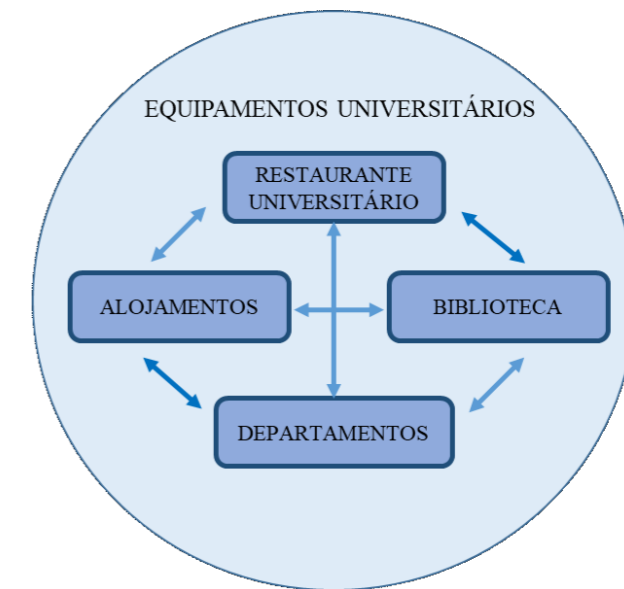 EQUIPAMENTOS UNIVERSITÁRIOS
RESTAURANTE
UNIVERSITÁRIO
ALOJAMENTOS
BIBLIOTECA
DEPARTAMENTOS